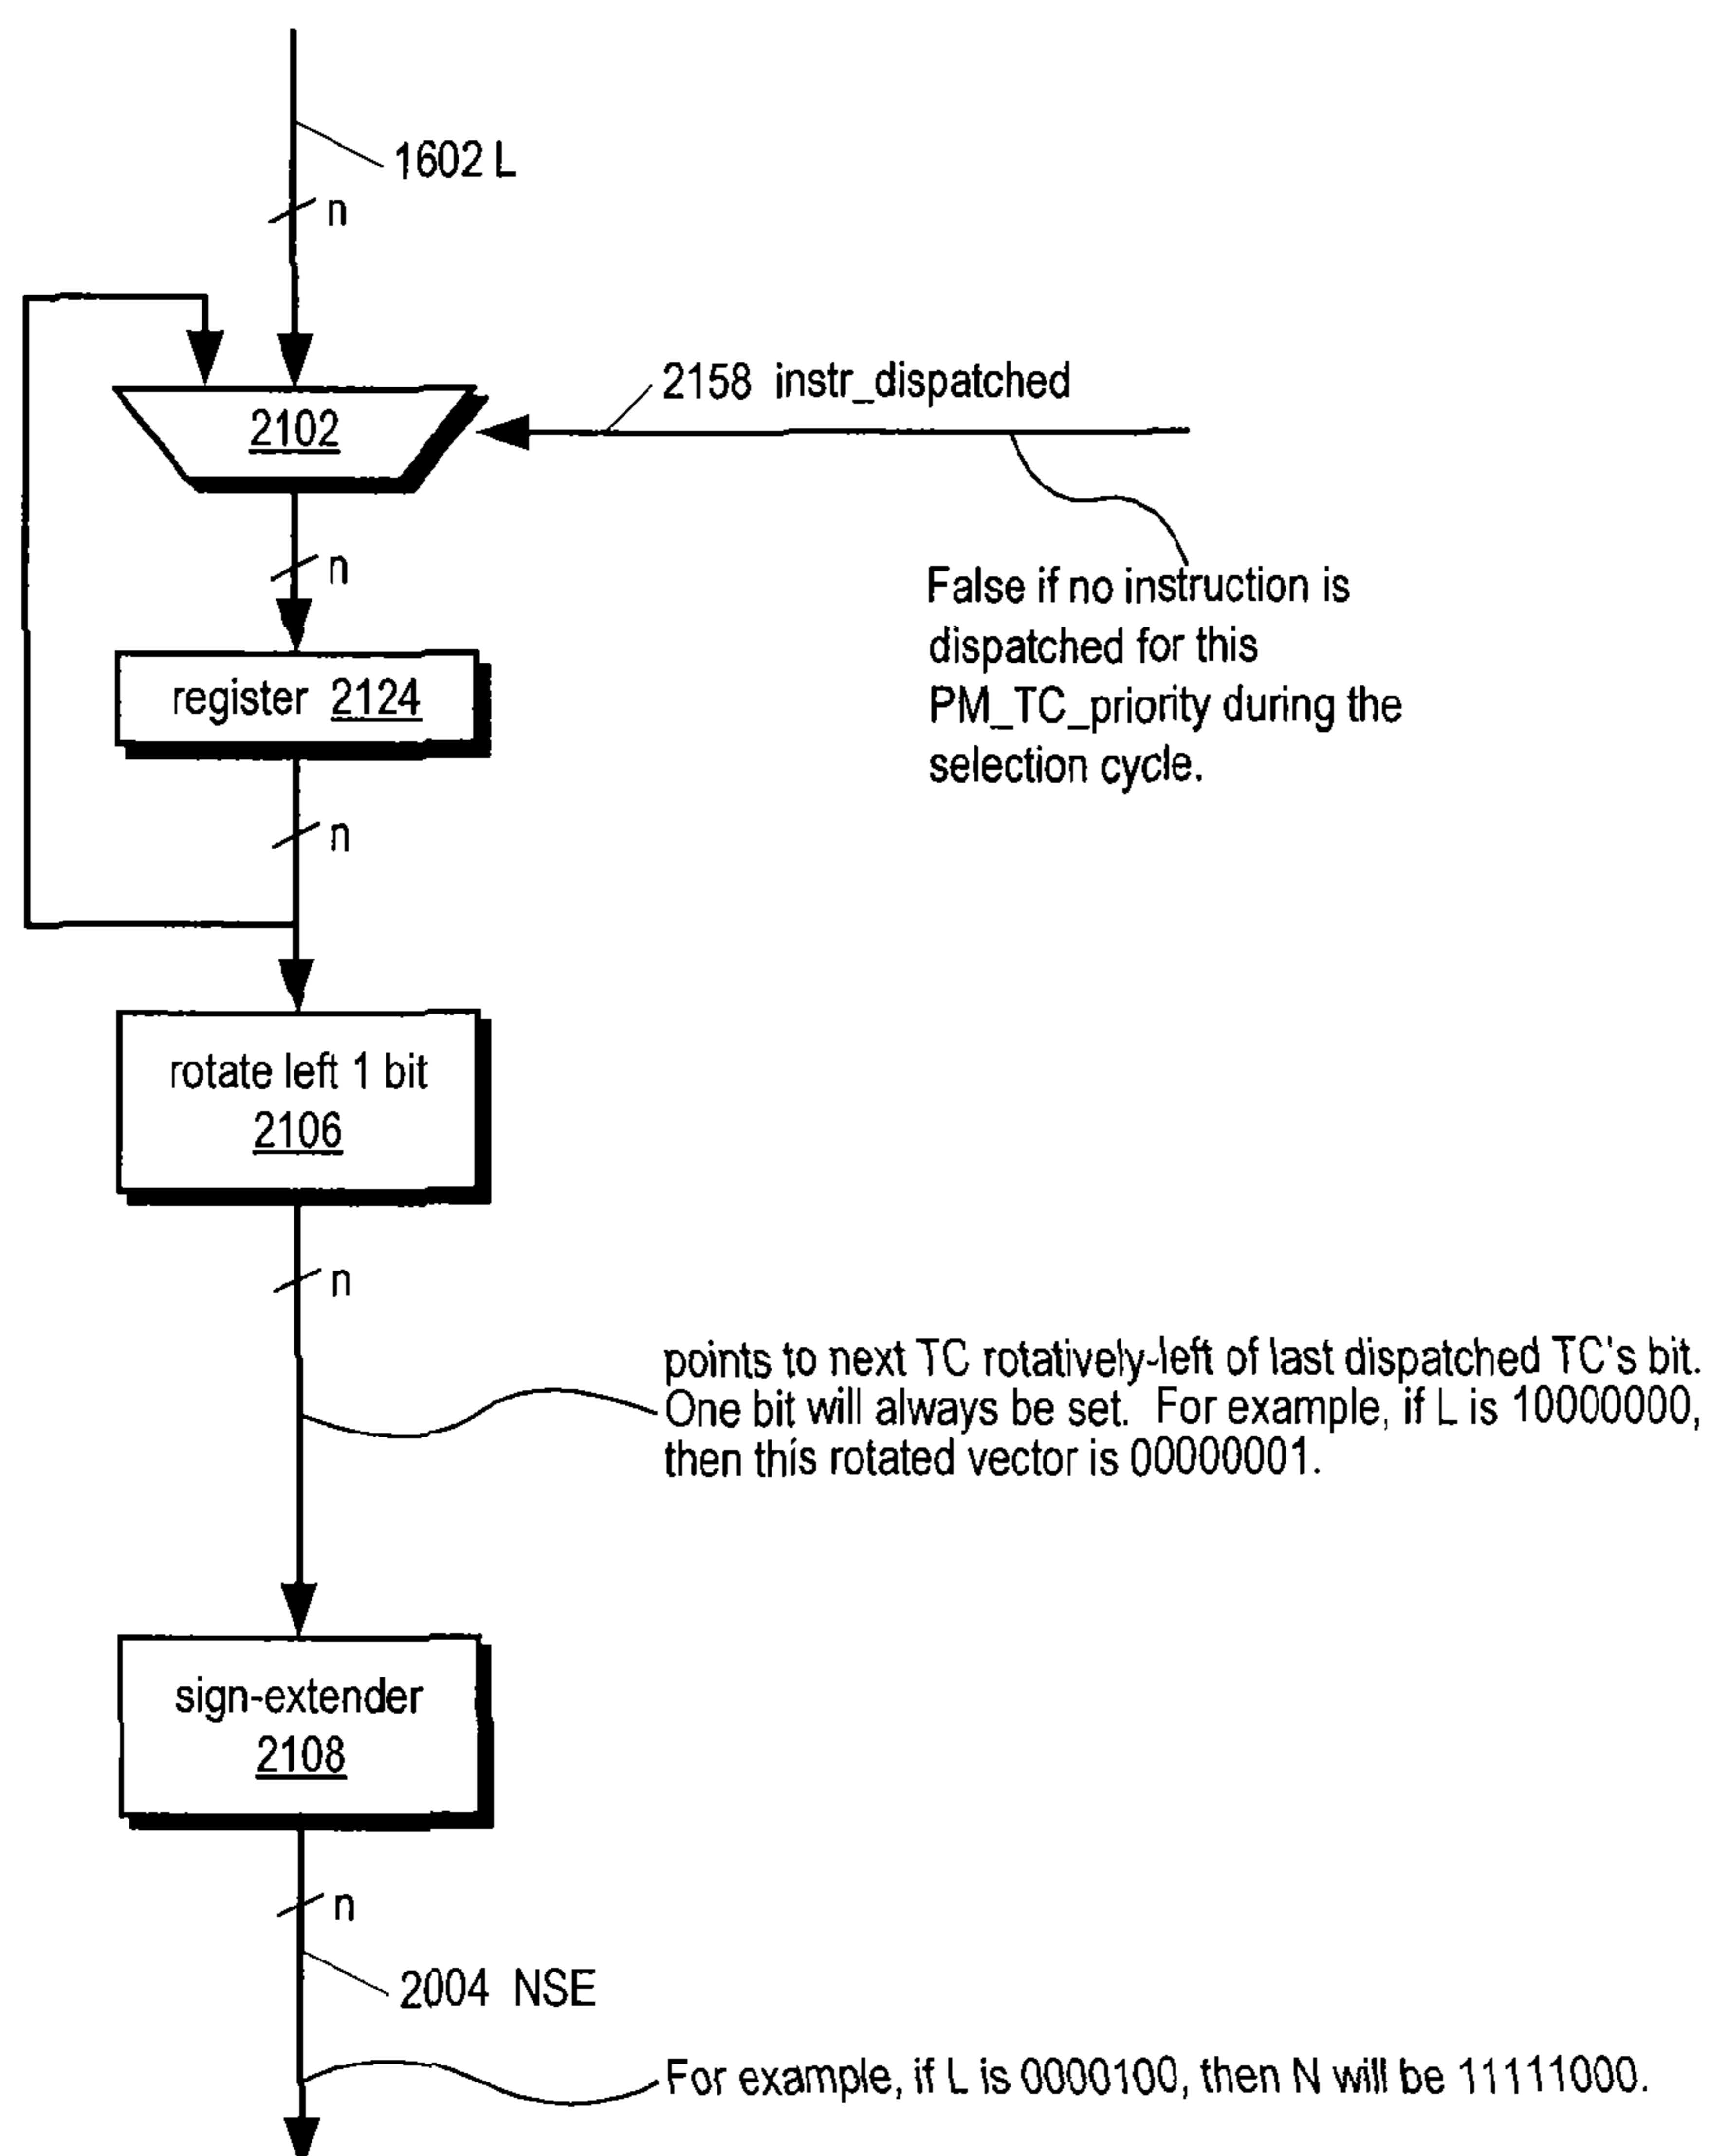 1602 L
n
2158 instr_dispatched
2102
False if no instruction is
dispatched for this
PM_TC_priority during the
selection cycle.
n
register 2124
n
rotate left 1 bit
2106
n
points to next TC rotatively-left of last dispatched TC's bit.
One bit will always be set. For example, if L is 10000000,
then this rotated vector is 00000001.
sign-extender
2108
n
2004 NSE
For example, if L is 0000100, then N will be 11111000.